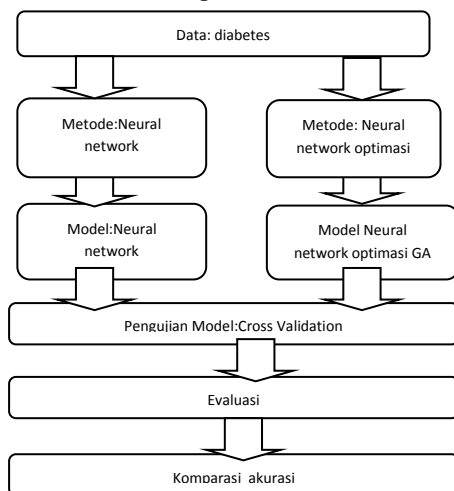 Data: diabetes
Metode:Neural
network
Metode: Neural
network optimasi
Model:Neural
network
Model Neural
network optimasi GA
Pengujian Model:Cross Validation
Evaluasi
Komparasi akurasi